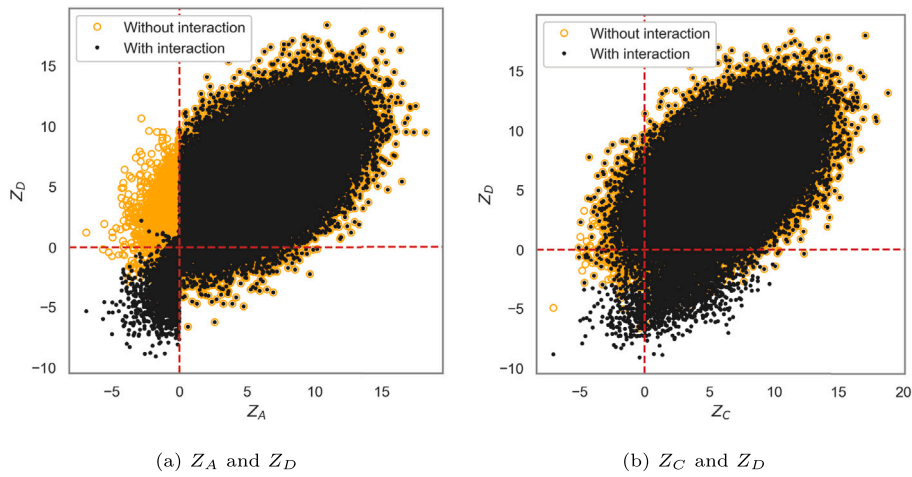 Without interaction
With interaction
15
10
5
0
−5
−10
Z_D
−5
0
5
10
15
Z_A
(a) Z_A and Z_D
Without interaction
With interaction
15
10
5
0
−5
−10
Z_D
−5
0
5
10
15
20
Z_C
(b) Z_C and Z_D